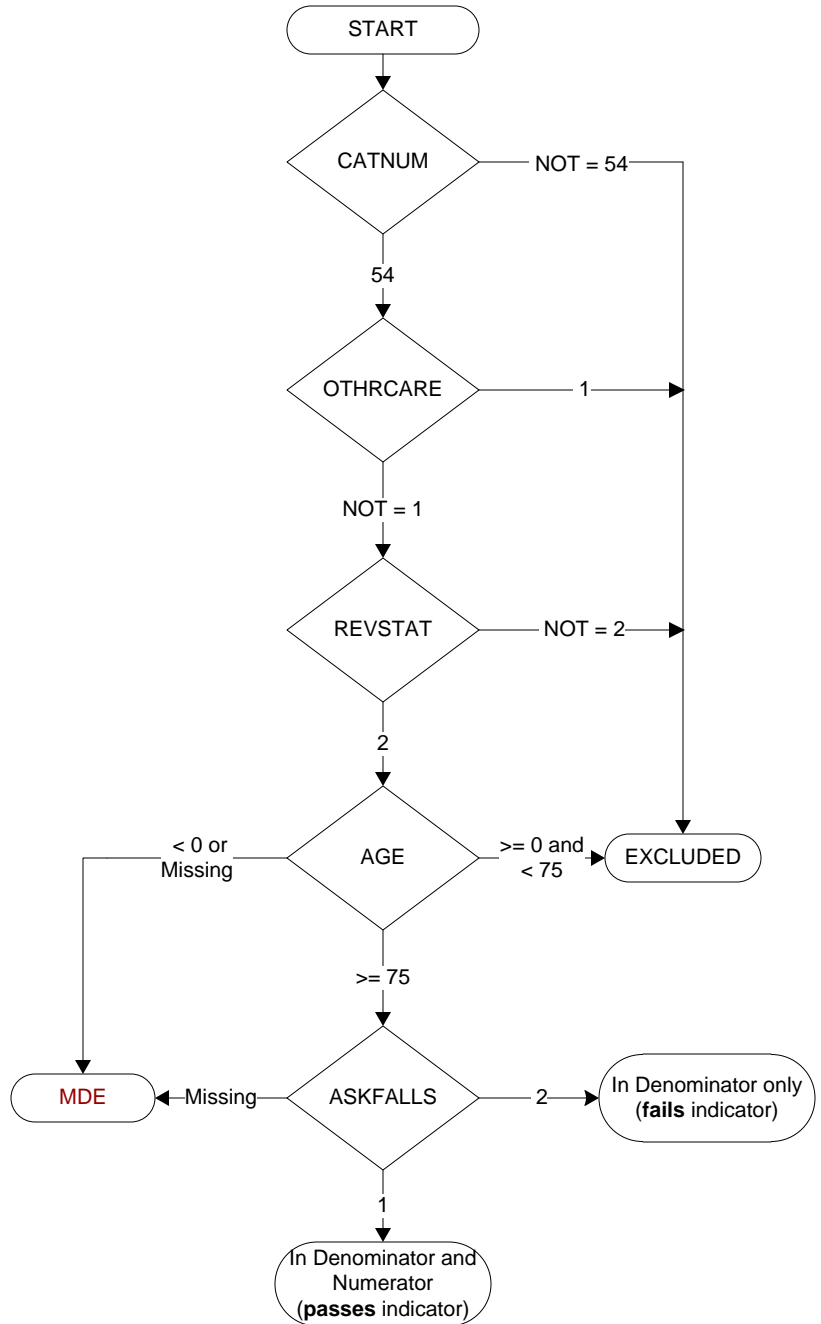 START
CATNUM
NOT = 54
54
OTHRCARE
1
NOT = 1
REVSTAT
NOT = 2
2
< 0 or
Missing
AGE
>= 0 and
< 75
EXCLUDED
>= 75
MDE
Missing
ASKFALLS
2
In Denominator only
(fails indicator)
1
In Denominator and
Numerator
(passes indicator)